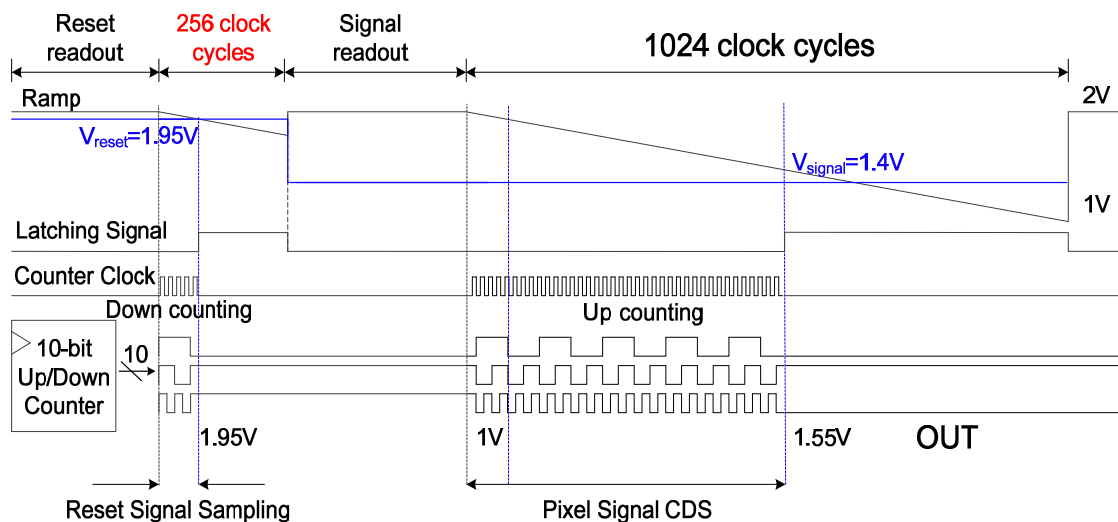 Reset
readout
256 clock
cycles
Signal
readout
1024 clock cycles
Ramp
2V
Vreset=1.95V
Vsignal=1.4V
1V
Latching Signal
Counter Clock
Down counting
Up counting
10-bit
Up/Down
Counter
10
1.95V
1V
1.55V
OUT
Reset Signal Sampling
Pixel Signal CDS